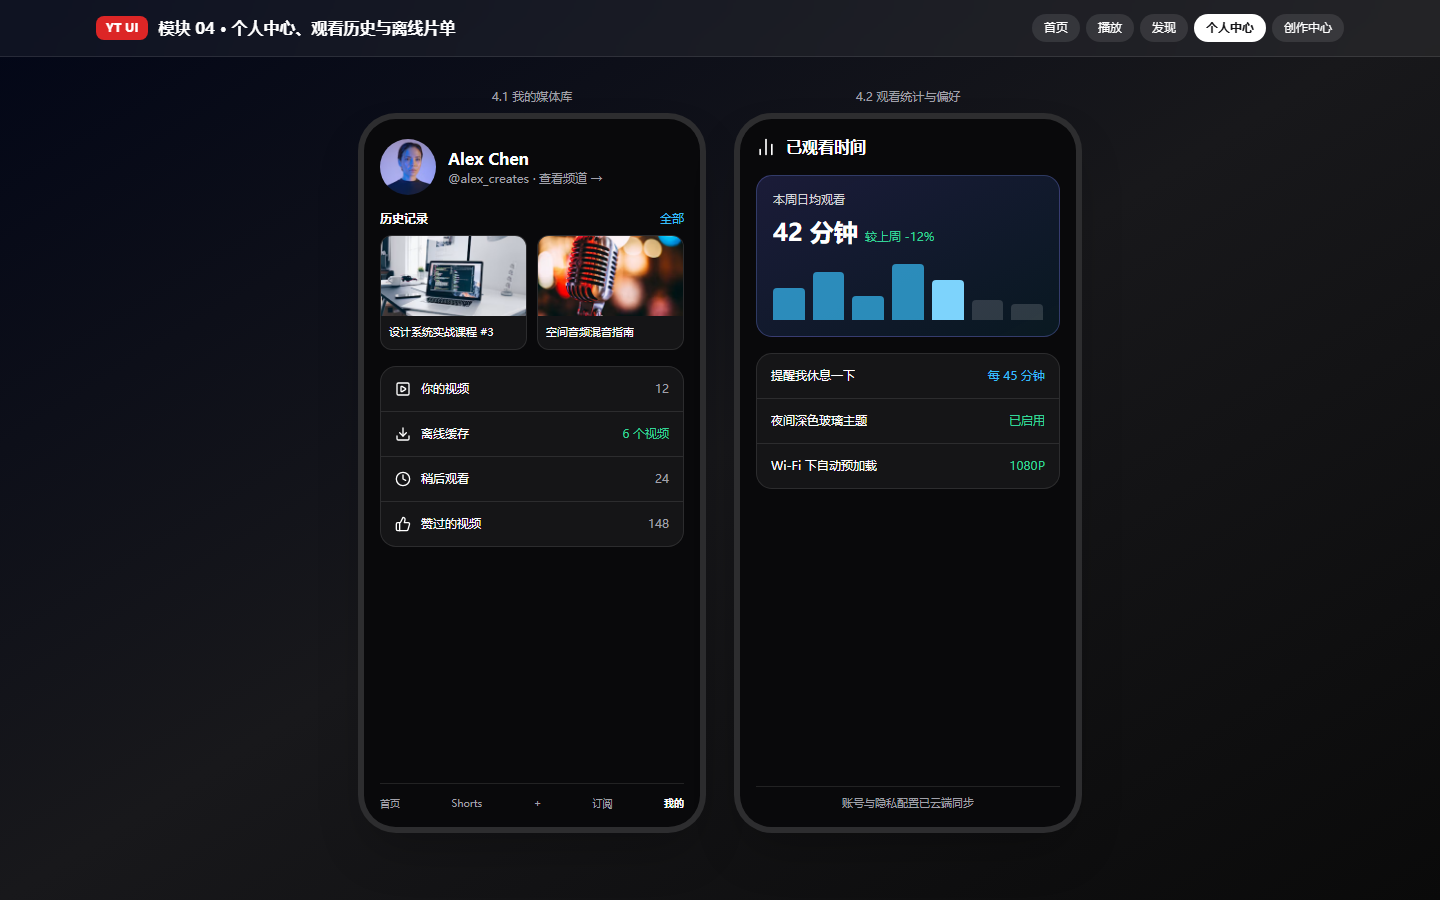 YT UI 模块 04 • 个人中心、观看历史与离线片单
首页 播放 发现 个人中心 创作中心
4.1 我的媒体库
Alex Chen
@alex_creates · 查看频道 →
历史记录 全部
设计系统实战课程 #3
空间音频混音指南
你的视频 12
离线缓存 6 个视频
稍后观看 24
赞过的视频 148
首页 Shorts + 订阅 我的
4.2 观看统计与偏好
已观看时间
本周日均观看
42 分钟 较上周 -12%
提醒我休息一下 每 45 分钟
夜间深色玻璃主题 已启用
Wi-Fi 下自动预加载 1080P
账号与隐私配置已云端同步